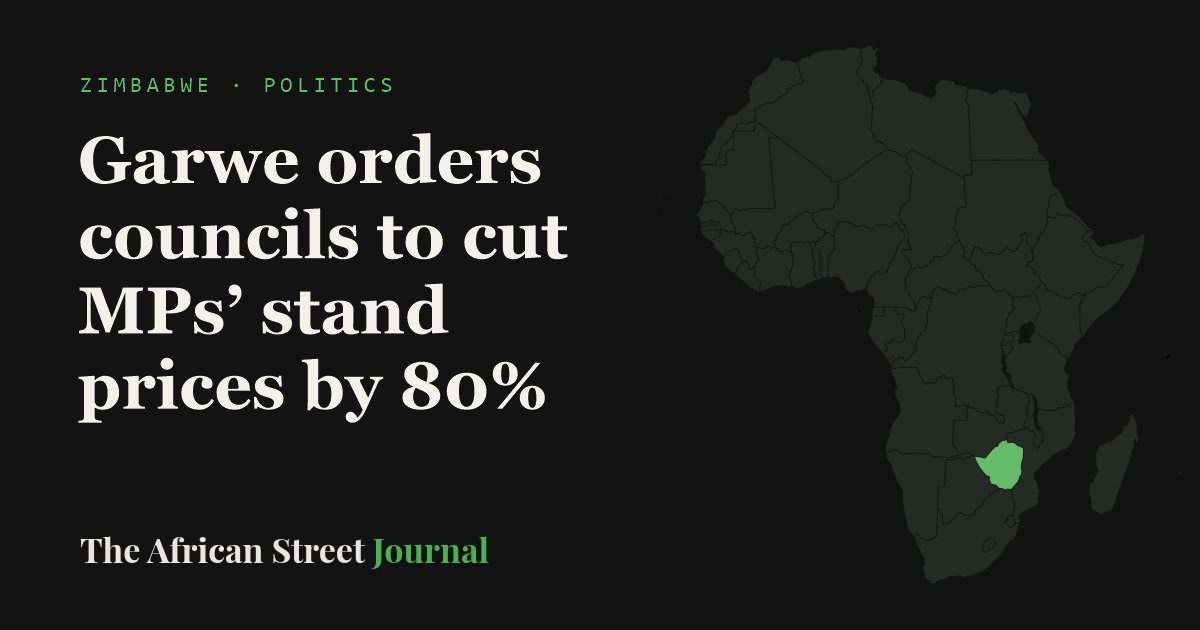 ZIMBABWE · POLITICS
Garwe orders
councils to cut
MPs’ stand
prices by 80%
The African Street Journal